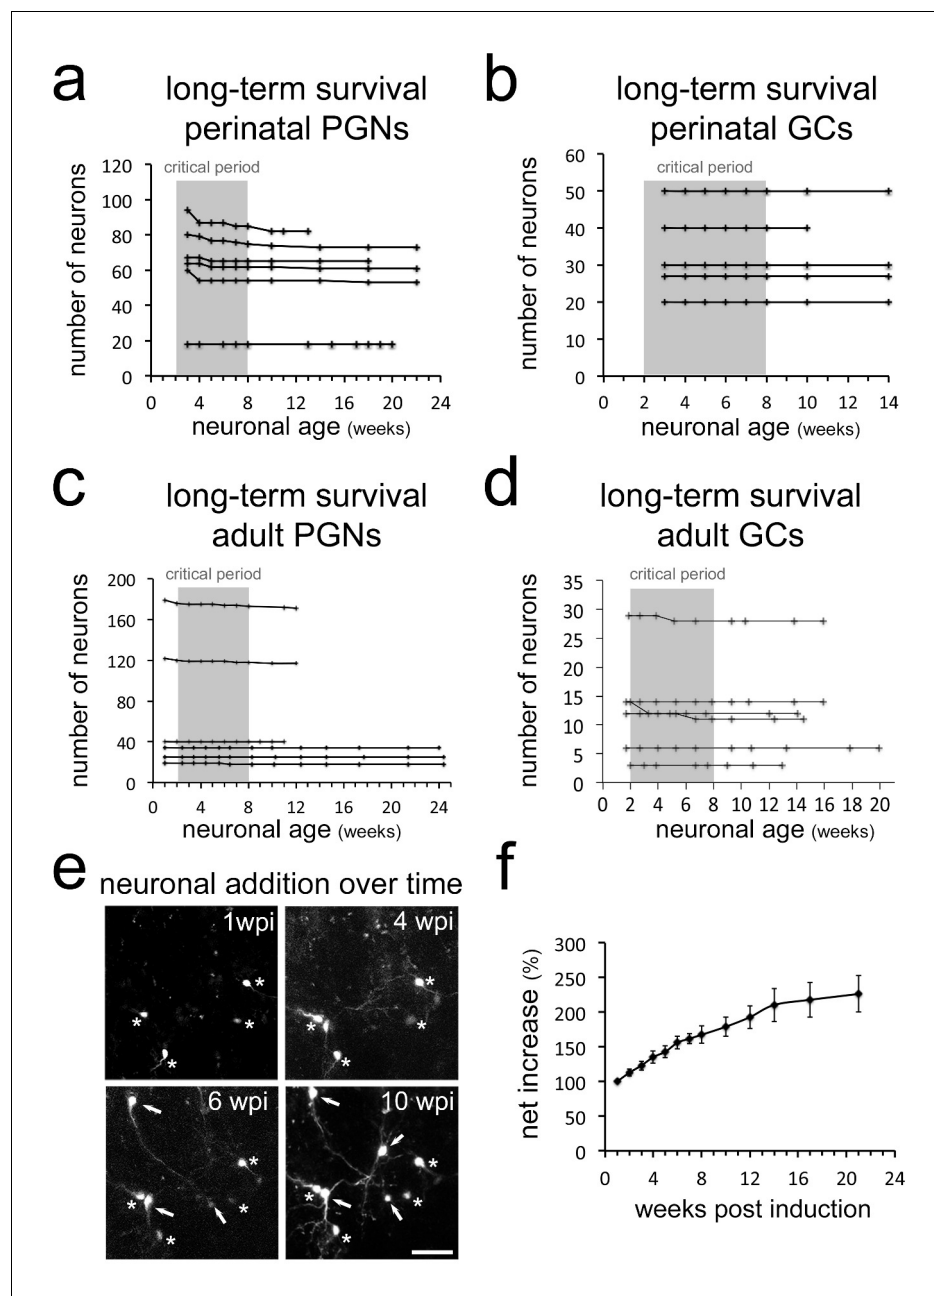 a
long-term survival
perinatal PGNs
critical period
number of neurons
120
100
80
60
40
20
0
0 4 8 12 16 20 24
neuronal age (weeks)
b
long-term survival
perinatal GCs
critical period
number of neurons
60
50
40
30
20
10
0
0 2 4 6 8 10 12 14
neuronal age (weeks)
c
long-term survival
adult PGNs
critical period
number of neurons
200
160
120
80
40
0
0 4 8 12 16 20 24
neuronal age (weeks)
d
long-term survival
adult GCs
critical period
number of neurons
35
30
25
20
15
10
5
0
0 2 4 6 8 10 12 14 16 18 20
neuronal age (weeks)
e
neuronal addition over time
1wpi
4 wpi
* * * *
* * * *
6 wpi
10 wpi
* * * *
* * * *
f
net increase (%)
300
250
200
150
100
50
0
0 4 8 12 16 20 24
weeks post induction